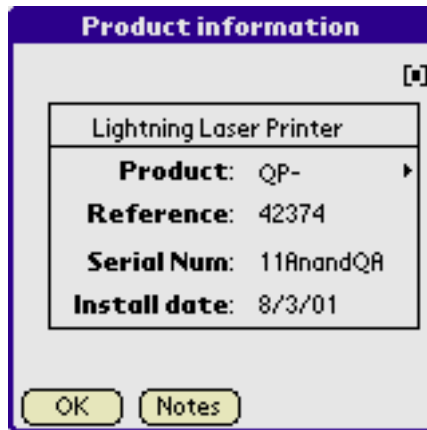 Product information
Lightning Laser Printer
Product: QP-
Reference: 42374
Serial Num: 11AnandQA
Install date: 8/3/01
OK Notes